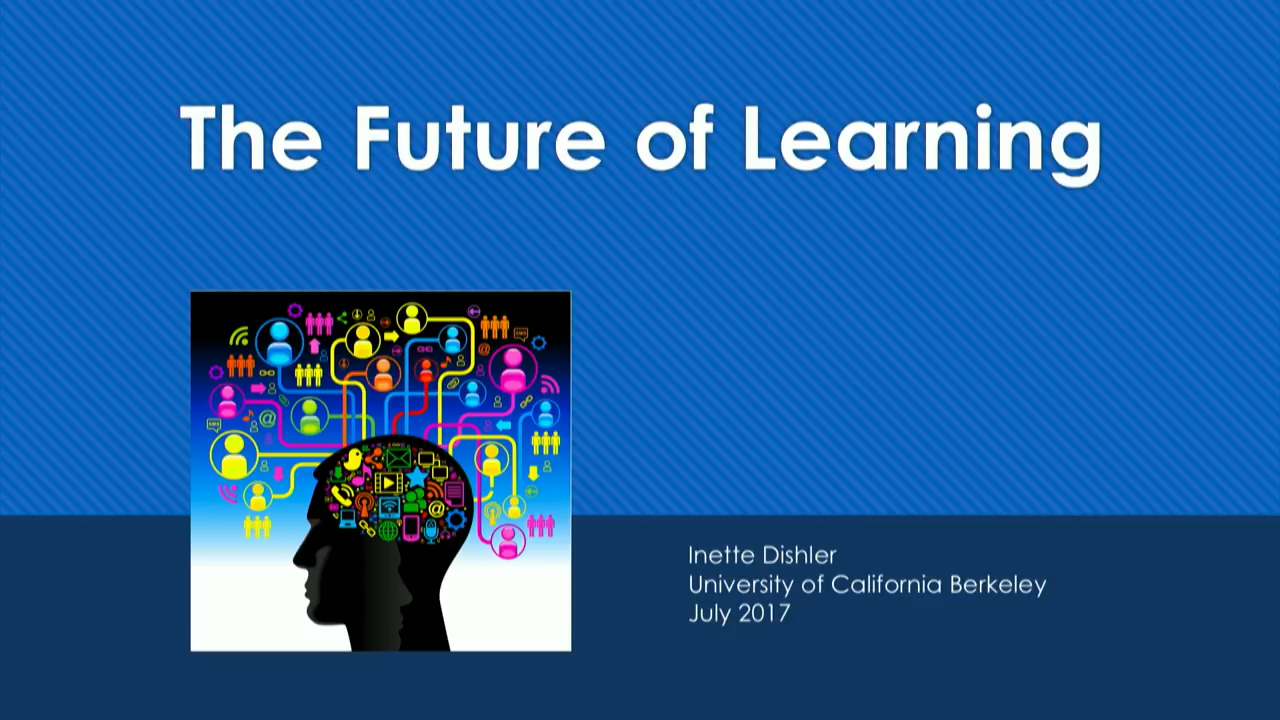 The Future of Learning
Inette Dishler
University of California Berkeley
July 2017